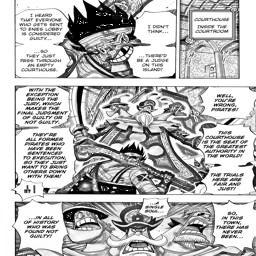 I HEARD
THAT EVERYONE
WHO GETS SENT
TO ENIES LOBBY
IS CONSIDERED
GUILTY...
...SO
THEY JUST
PASS THROUGH
AN EMPTY
COURTHOUSE.
I DIDN'T
THINK...
...THERE'D
BE A JUDGE
ON THIS
ISLAND!
COURTHOUSE
INSIDE THE
COURTROOM
WITH THE
EXCEPTION
BEING THE
JURY, WHICH
MAKES THE
FINAL JUDGMENT
OF GUILTY OR
NOT GUILTY.
THEY'RE
ALL FORMER
PIRATES WHO
HAVE BEEN
SENTENCED TO
EXECUTION,
SO THEY JUST
WANT TO BRING
OTHERS DOWN
WITH THEM!
WELL,
YOU'RE
WRONG,
PIRATES!
THIS
COURTHOUSE
IS THE SEAT OF
THE GREATEST
AUTHORITY IN
THE WORLD!
THE TRIALS
HERE ARE
FAIR AND
JUST!
...IN ALL
OF HISTORY
WHO WAS
FOUND NOT
GUILTY!
A
SINGLE
SOUL...
SO,
IN THIS
TOWN,
THERE HAS
NEVER
BEEN...